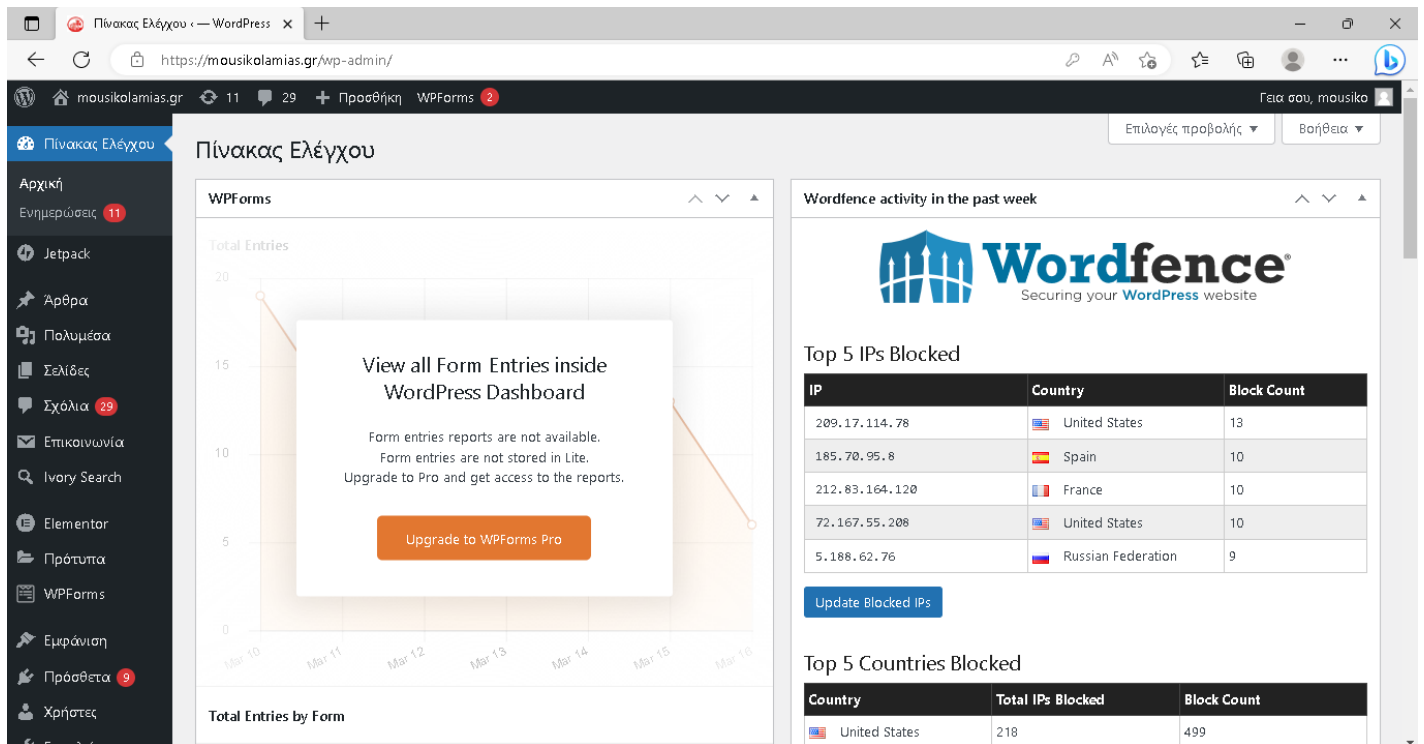 Πίνακας Ελέγχου ‹ — WordPress
https://mousikolamias.gr/wp-admin/
mousikolamias.gr 11 29 Προσθήκη WPForms 2
Γεια σου, mousiko
Πίνακας Ελέγχου
Αρχική
Ενημερώσεις 11
Jetpack
Άρθρα
Πολυμέσα
Σελίδες
Σχόλια 29
Επικοινωνία
Ivory Search
Elementor
Πρότυπα
WPForms
Εμφάνιση
Πρόσθετα 9
Χρήστες
Επιλογές προβολής
Βοήθεια
Πίνακας Ελέγχου
WPForms
Total Entries
20
15
10
5
0
Mar 10 Mar 11 Mar 12 Mar 13 Mar 14 Mar 15 Mar 16
View all Form Entries inside
WordPress Dashboard
Form entries reports are not available.
Form entries are not stored in Lite.
Upgrade to Pro and get access to the reports.
Upgrade to WPForms Pro
Total Entries by Form
Wordfence activity in the past week
Wordfence®
Securing your WordPress website
Top 5 IPs Blocked
IP Country Block Count
209.17.114.78 United States 13
185.70.95.8 Spain 10
212.83.164.120 France 10
72.167.55.208 United States 10
5.188.62.76 Russian Federation 9
Update Blocked IPs
Top 5 Countries Blocked
Country Total IPs Blocked Block Count
United States 218 499